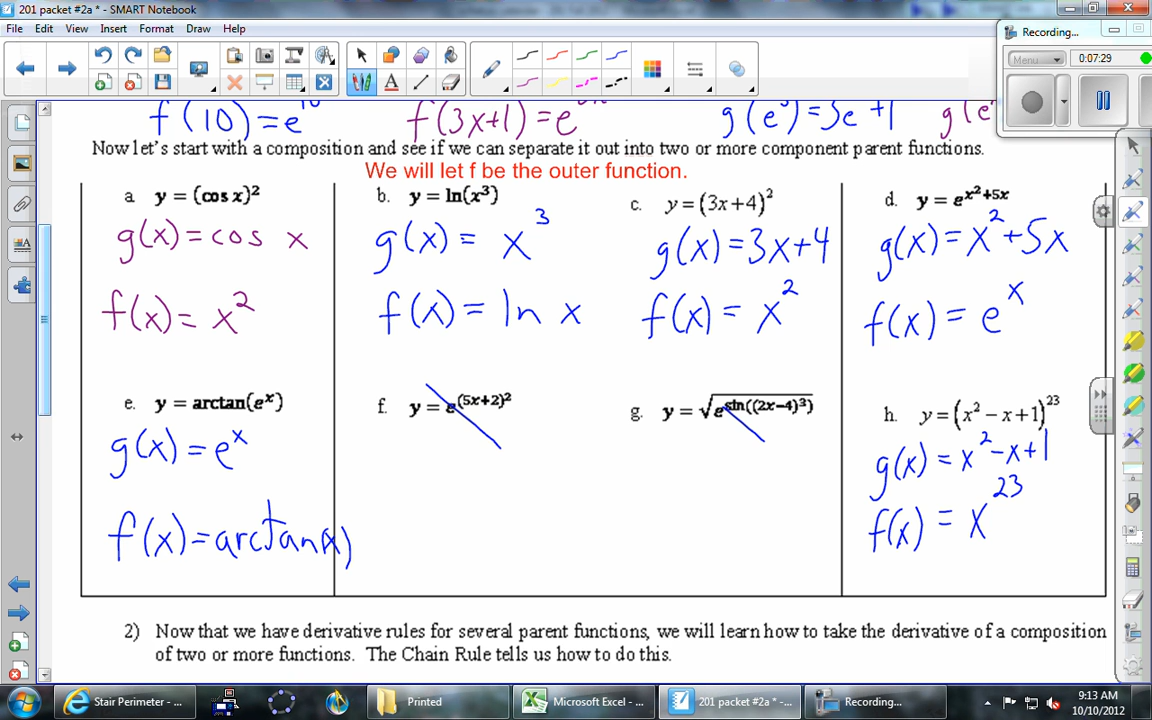 201 packet #2a * - SMART Notebook
File Edit View Insert Format Draw Help
Recording...
Menu
0:07:29
f(10)=e^10
f(3x+1)=e
g(e )=3e +1
g(e
Now let's start with a composition and see if we can separate it out into two or more component parent functions.
We will let f be the outer function.
a. y = (cos x)²
g(x)=cos x
f(x)= x²
b. y = ln(x³)
g(x)= x³
f(x)= ln x
c. y=(3x+4)²
g(x)=3x+4
f(x)= x²
d. y = e^(x²+5x)
g(x)=x²+5x
f(x)= e^x
e. y = arctan(e^x)
g(x)=e^x
f(x)=arctan(x)
f. y = e^(5x+2)²
g. y = √e^sin((2x−4)³)
h. y=(x²−x+1)²³
g(x)=x²-x+1
f(x)= x²³
2) Now that we have derivative rules for several parent functions, we will learn how to take the derivative of a composition
of two or more functions. The Chain Rule tells us how to do this.
Stair Perimeter - ...
Printed
Microsoft Excel - ...
201 packet #2a *-...
Recording...
9:13 AM
10/10/2012